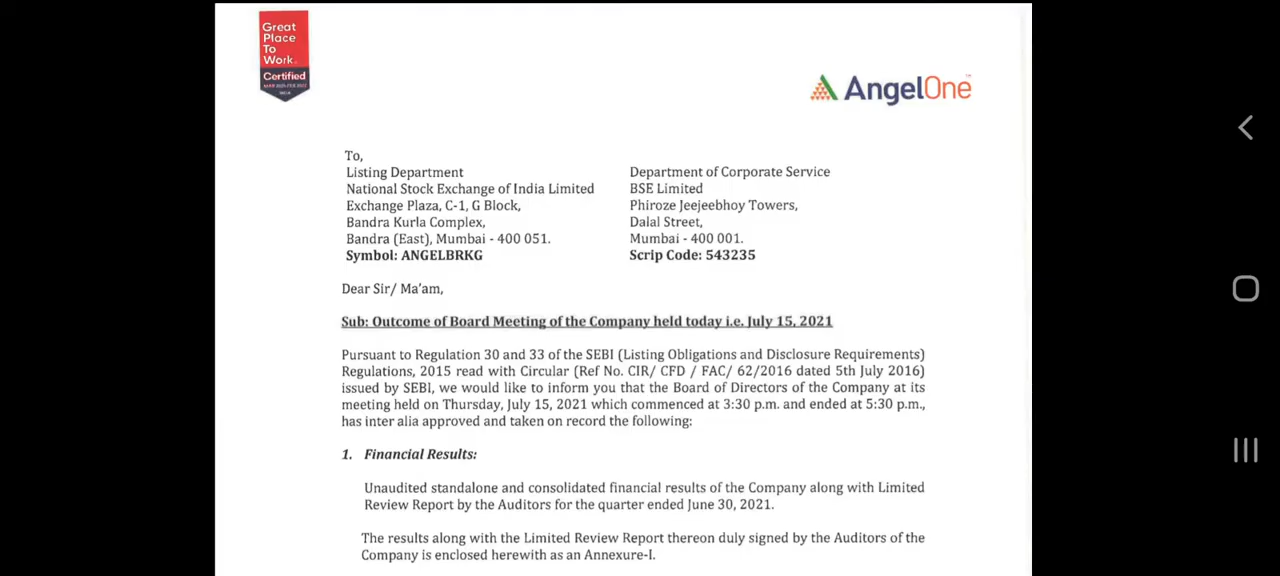 Great
Place
To
Work.
Certified
INDIA
AngelOne
To,
Listing Department
National Stock Exchange of India Limited
Exchange Plaza, C-1, G Block,
Bandra Kurla Complex,
Bandra (East), Mumbai - 400 051.
Symbol: ANGELBRKG
Department of Corporate Service
BSE Limited
Phiroze Jeejeebhoy Towers,
Dalal Street,
Mumbai - 400 001.
Scrip Code: 543235
Dear Sir/ Ma'am,
Sub: Outcome of Board Meeting of the Company held today i.e. July 15, 2021
Pursuant to Regulation 30 and 33 of the SEBI (Listing Obligations and Disclosure Requirements)
Regulations, 2015 read with Circular (Ref No. CIR/ CFD / FAC/ 62/2016 dated 5th July 2016)
issued by SEBI, we would like to inform you that the Board of Directors of the Company at its
meeting held on Thursday, July 15, 2021 which commenced at 3:30 p.m. and ended at 5:30 p.m.,
has inter alia approved and taken on record the following:
1. Financial Results:
Unaudited standalone and consolidated financial results of the Company along with Limited
Review Report by the Auditors for the quarter ended June 30, 2021.
The results along with the Limited Review Report thereon duly signed by the Auditors of the
Company is enclosed herewith as an Annexure-I.